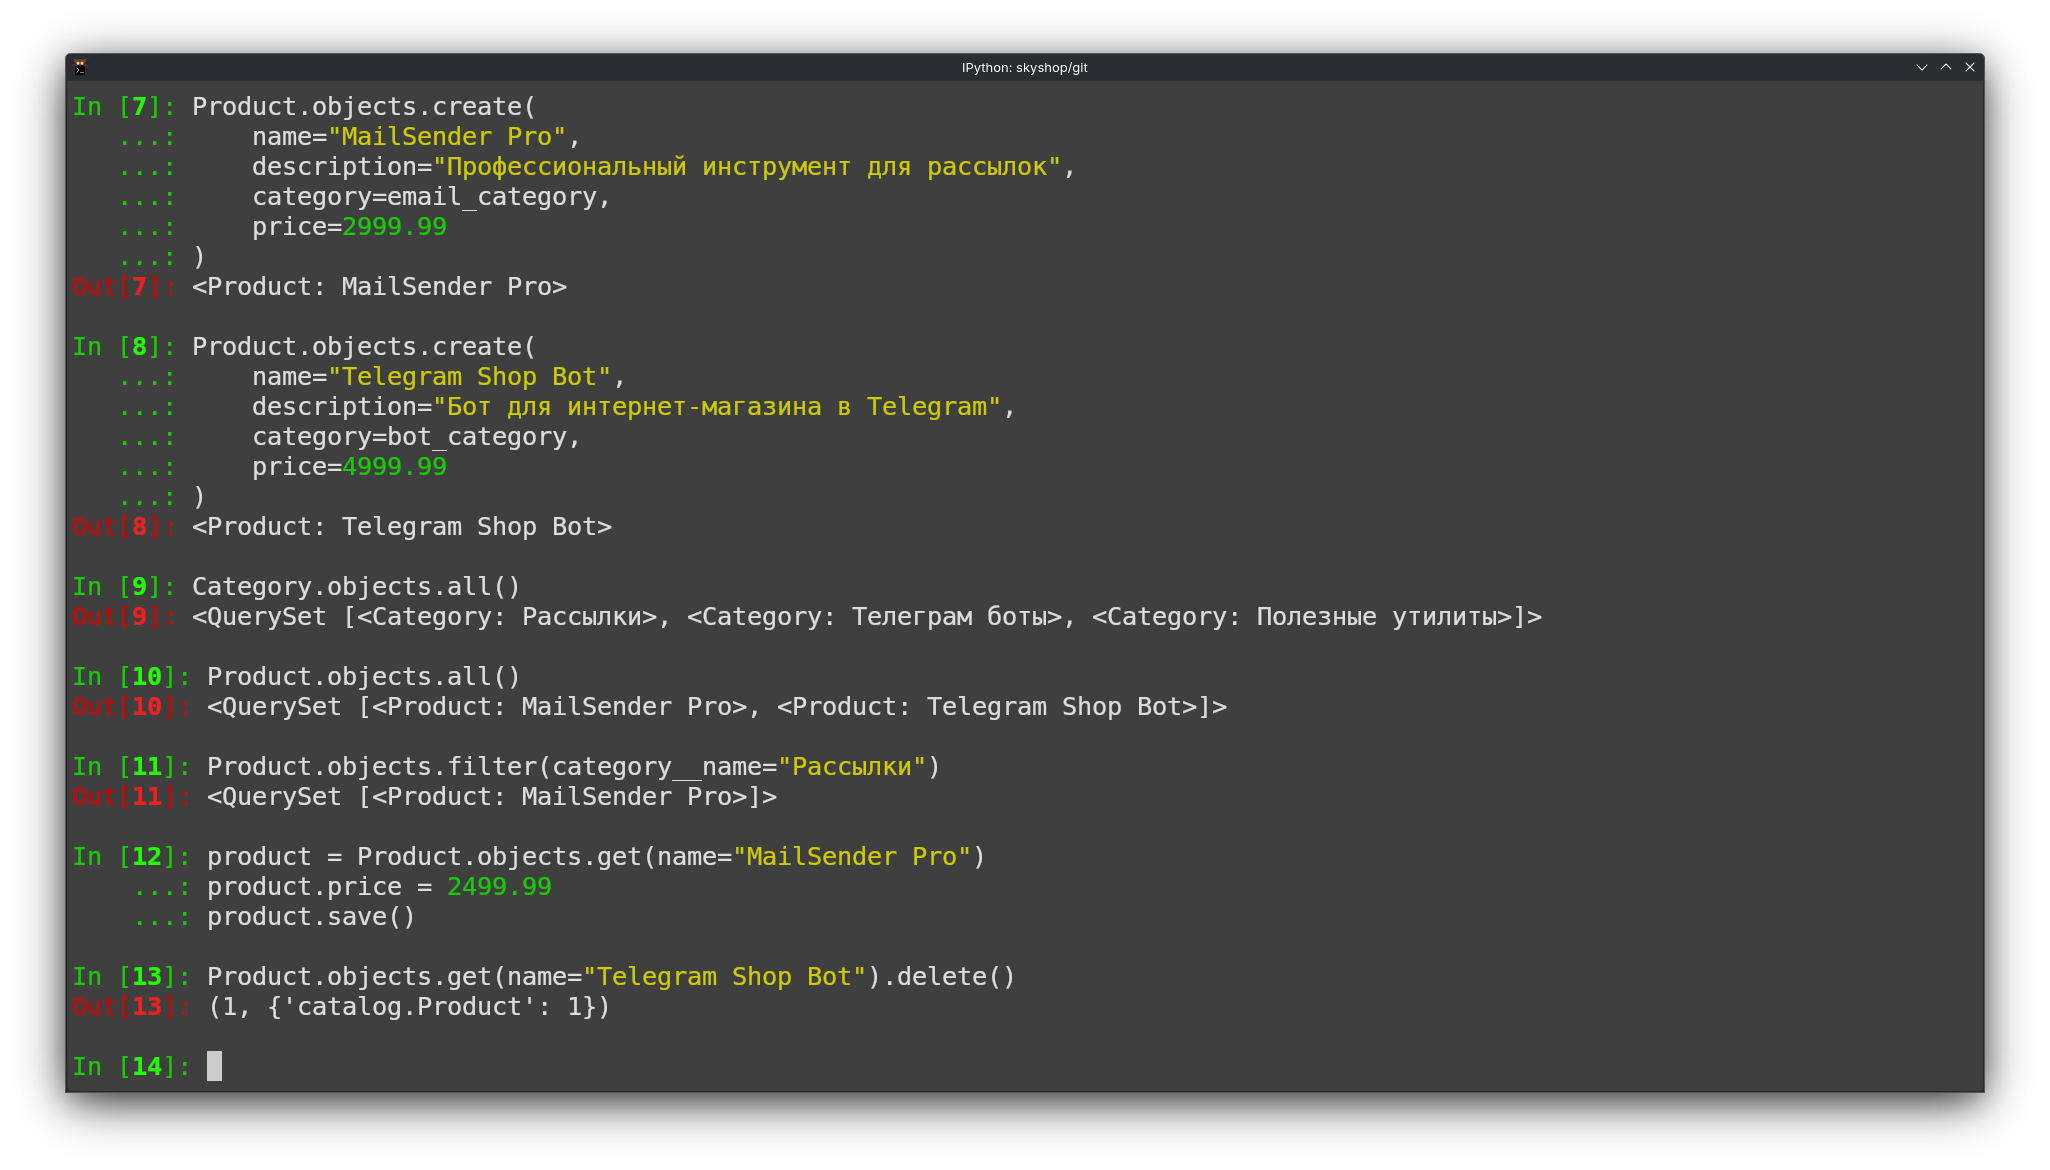 IPython: skyshop/git
In [7]: Product.objects.create(
   ...:     name="MailSender Pro",
   ...:     description="Профессиональный инструмент для рассылок",
   ...:     category=email_category,
   ...:     price=2999.99
   ...: )
Out[7]: <Product: MailSender Pro>
In [8]: Product.objects.create(
   ...:     name="Telegram Shop Bot",
   ...:     description="Бот для интернет-магазина в Telegram",
   ...:     category=bot_category,
   ...:     price=4999.99
   ...: )
Out[8]: <Product: Telegram Shop Bot>
In [9]: Category.objects.all()
Out[9]: <QuerySet [<Category: Рассылки>, <Category: Телеграм боты>, <Category: Полезные утилиты>]>
In [10]: Product.objects.all()
Out[10]: <QuerySet [<Product: MailSender Pro>, <Product: Telegram Shop Bot>]>
In [11]: Product.objects.filter(category__name="Рассылки")
Out[11]: <QuerySet [<Product: MailSender Pro>]>
In [12]: product = Product.objects.get(name="MailSender Pro")
    ...: product.price = 2499.99
    ...: product.save()
In [13]: Product.objects.get(name="Telegram Shop Bot").delete()
Out[13]: (1, {'catalog.Product': 1})
In [14]: